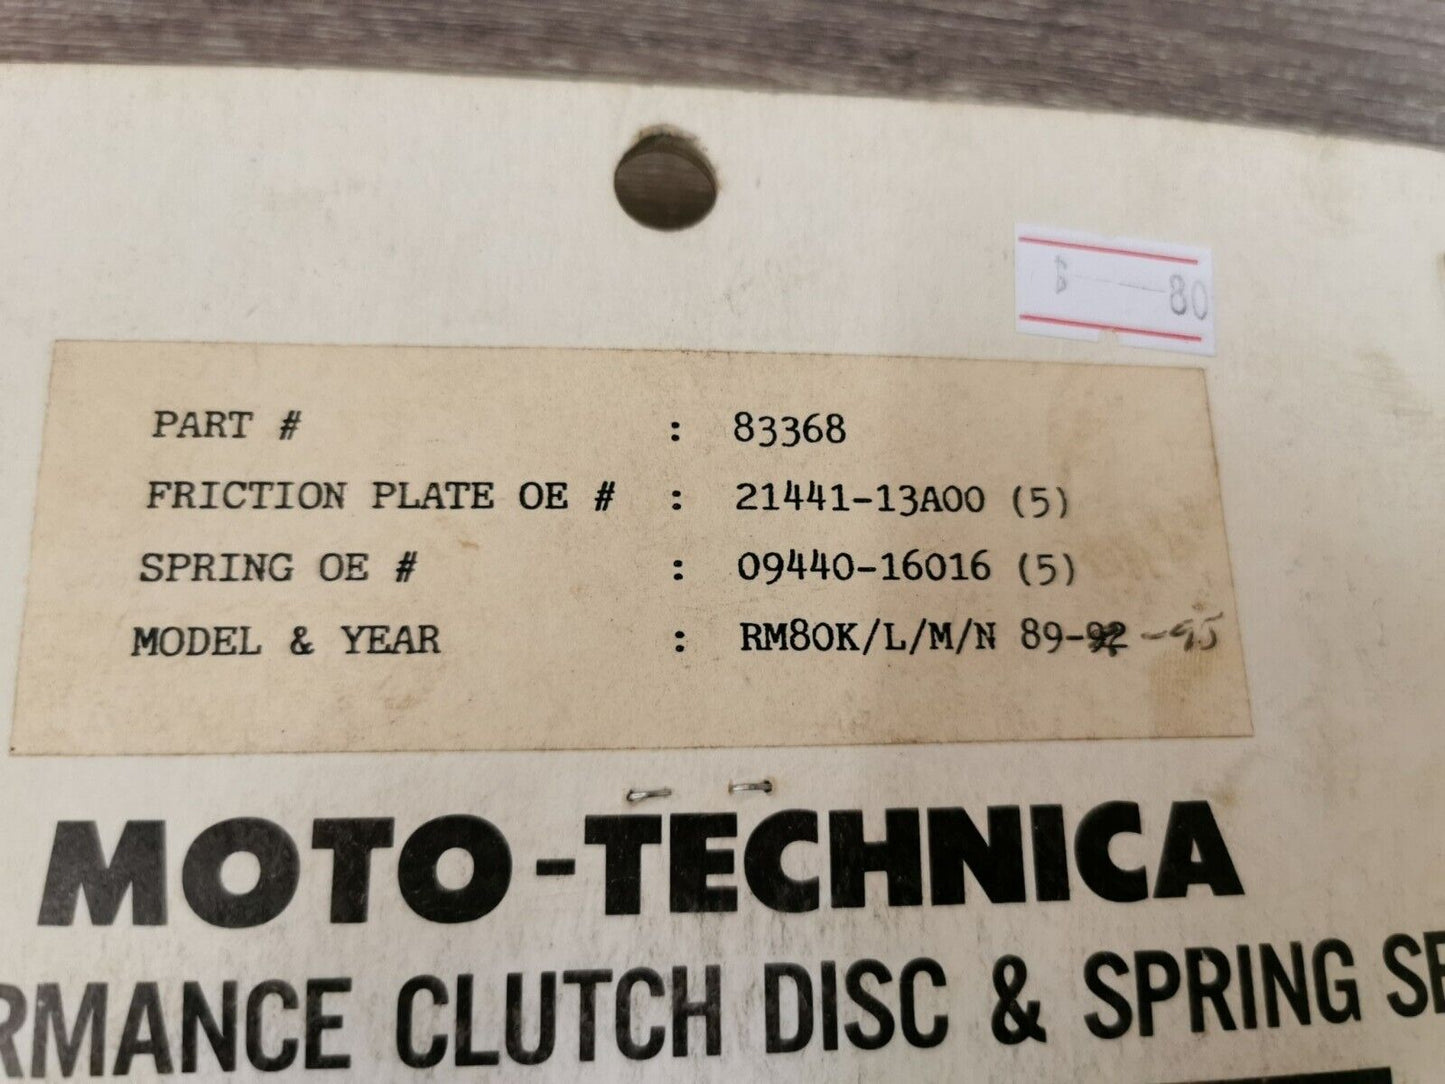 80
PART # : 83368
FRICTION PLATE OE # : 21441-13A00 (5)
SPRING OE # : 09440-16016 (5)
MODEL & YEAR : RM80K/L/M/N 89-92 -95
MOTO-TECHNICA
RMANCE CLUTCH DISC & SPRING SE